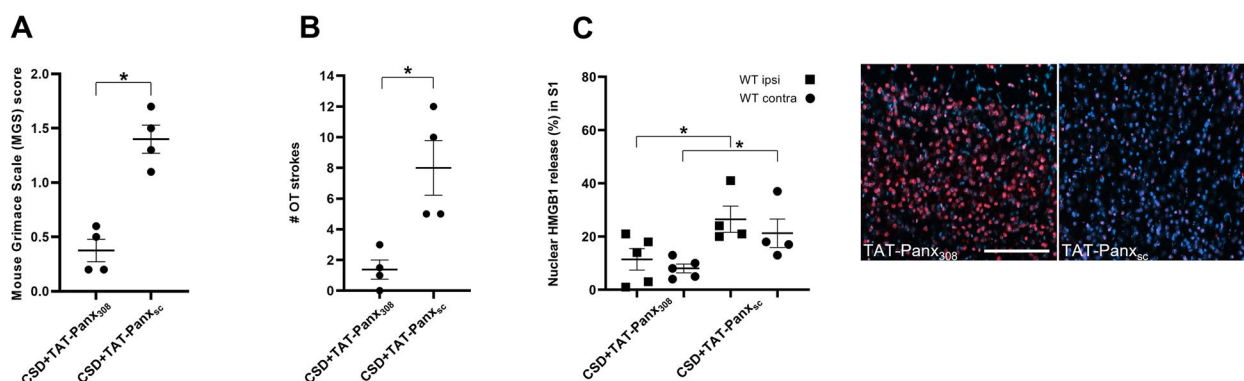 A
Mouse Grimace Scale (MGS) score
2.0
1.5
1.0
0.5
0.0
*
CSD+TAT-Panx308
CSD+TAT-Panxsc
B
# OT strokes
14
12
10
8
6
4
2
0
*
CSD+TAT-Panx308
CSD+TAT-Panxsc
C
Nuclear HMGB1 release (%) in S1
80
60
40
20
0
WT ipsi
WT contra
*
*
CSD+TAT-Panx308
CSD+TAT-Panxsc
TAT-Panx308
TAT-Panxsc